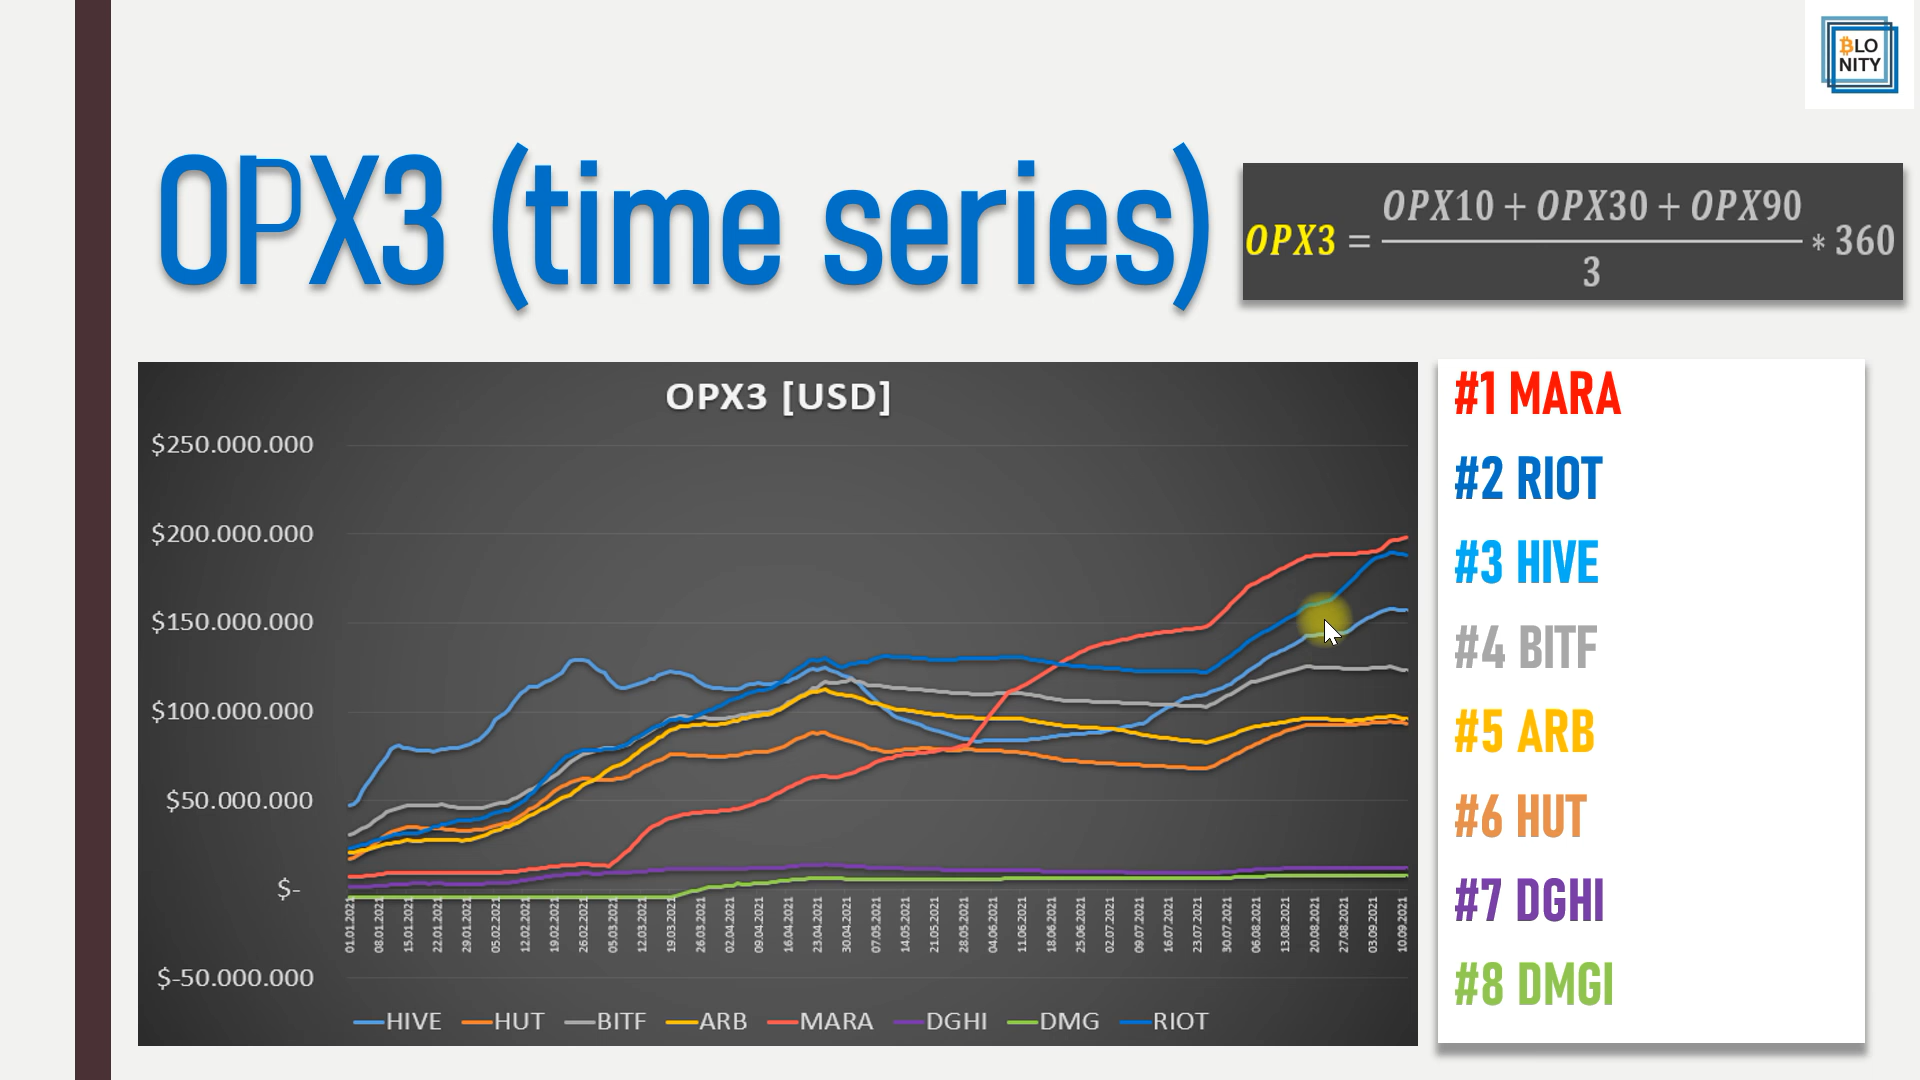 ₿LO
NITY
OPX3 (time series)
OPX3 = (OPX10 + OPX30 + OPX90) / 3 * 360
OPX3 [USD]
$250.000.000
$200.000.000
$150.000.000
$100.000.000
$50.000.000
$-
$-50.000.000
01.01.2021 08.01.2021 15.01.2021 22.01.2021 29.01.2021 05.02.2021 12.02.2021 19.02.2021 26.02.2021 05.03.2021 12.03.2021 19.03.2021 26.03.2021 02.04.2021 09.04.2021 16.04.2021 23.04.2021 30.04.2021 07.05.2021 14.05.2021 21.05.2021 28.05.2021 04.06.2021 11.06.2021 18.06.2021 25.06.2021 02.07.2021 09.07.2021 16.07.2021 23.07.2021 30.07.2021 06.08.2021 13.08.2021 20.08.2021 27.08.2021 03.09.2021 10.09.2021
HIVE HUT BITF ARB MARA DGHI DMG RIOT
#1 MARA
#2 RIOT
#3 HIVE
#4 BITF
#5 ARB
#6 HUT
#7 DGHI
#8 DMGI